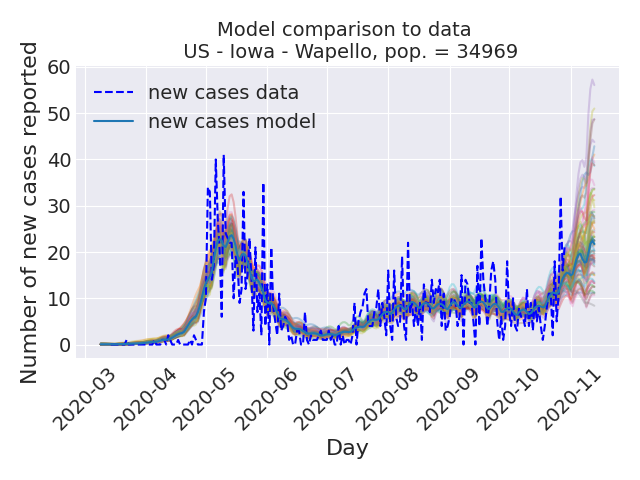 Model comparison to data
US - Iowa - Wapello, pop. = 34969
Number of new cases reported
60
50
40
30
20
10
0
new cases data
new cases model
2020-03
2020-04
2020-05
2020-06
2020-07
2020-08
2020-09
2020-10
2020-11
Day